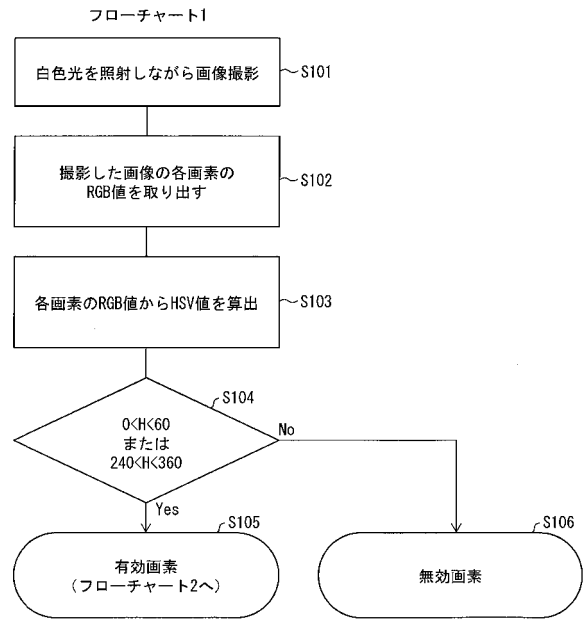 フローチャート1
白色光を照射しながら画像撮影
S101
撮影した画像の各画素の
RGB値を取り出す
S102
各画素のRGB値からHSV値を算出
S103
S104
0<H<60
または
240<H<360
No
Yes
S105
有効画素
(フローチャート2へ)
S106
無効画素